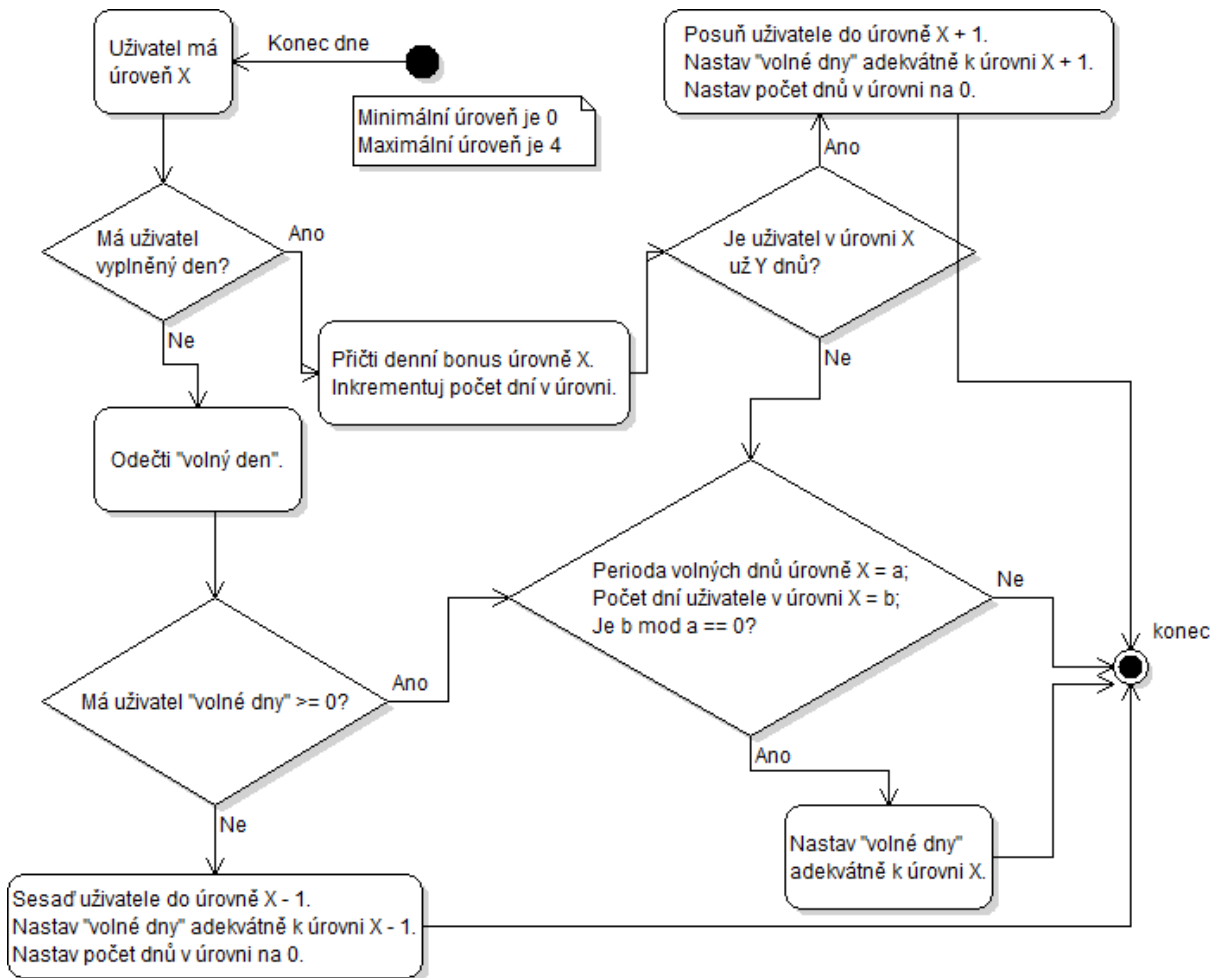 Uživatel má
úroveň X
Konec dne
Minimální úroveň je 0
Maximální úroveň je 4
Posuň uživatele do úrovně X + 1.
Nastav "volné dny" adekvátně k úrovni X + 1.
Nastav počet dnů v úrovni na 0.
Ano
Má uživatel
vyplněný den?
Ano
Ne
Je uživatel v úrovni X
už Y dnů?
Ne
Přičti denní bonus úrovně X.
Inkrementuj počet dní v úrovni.
Odečti "volný den".
Perioda volných dnů úrovně X = a;
Počet dní uživatele v úrovni X = b;
Je b mod a == 0?
Ne
konec
Má uživatel "volné dny" >= 0?
Ano
Ano
Ne
Nastav "volné dny"
adekvátně k úrovni X.
Sesaď uživatele do úrovně X - 1.
Nastav "volné dny" adekvátně k úrovni X - 1.
Nastav počet dnů v úrovni na 0.